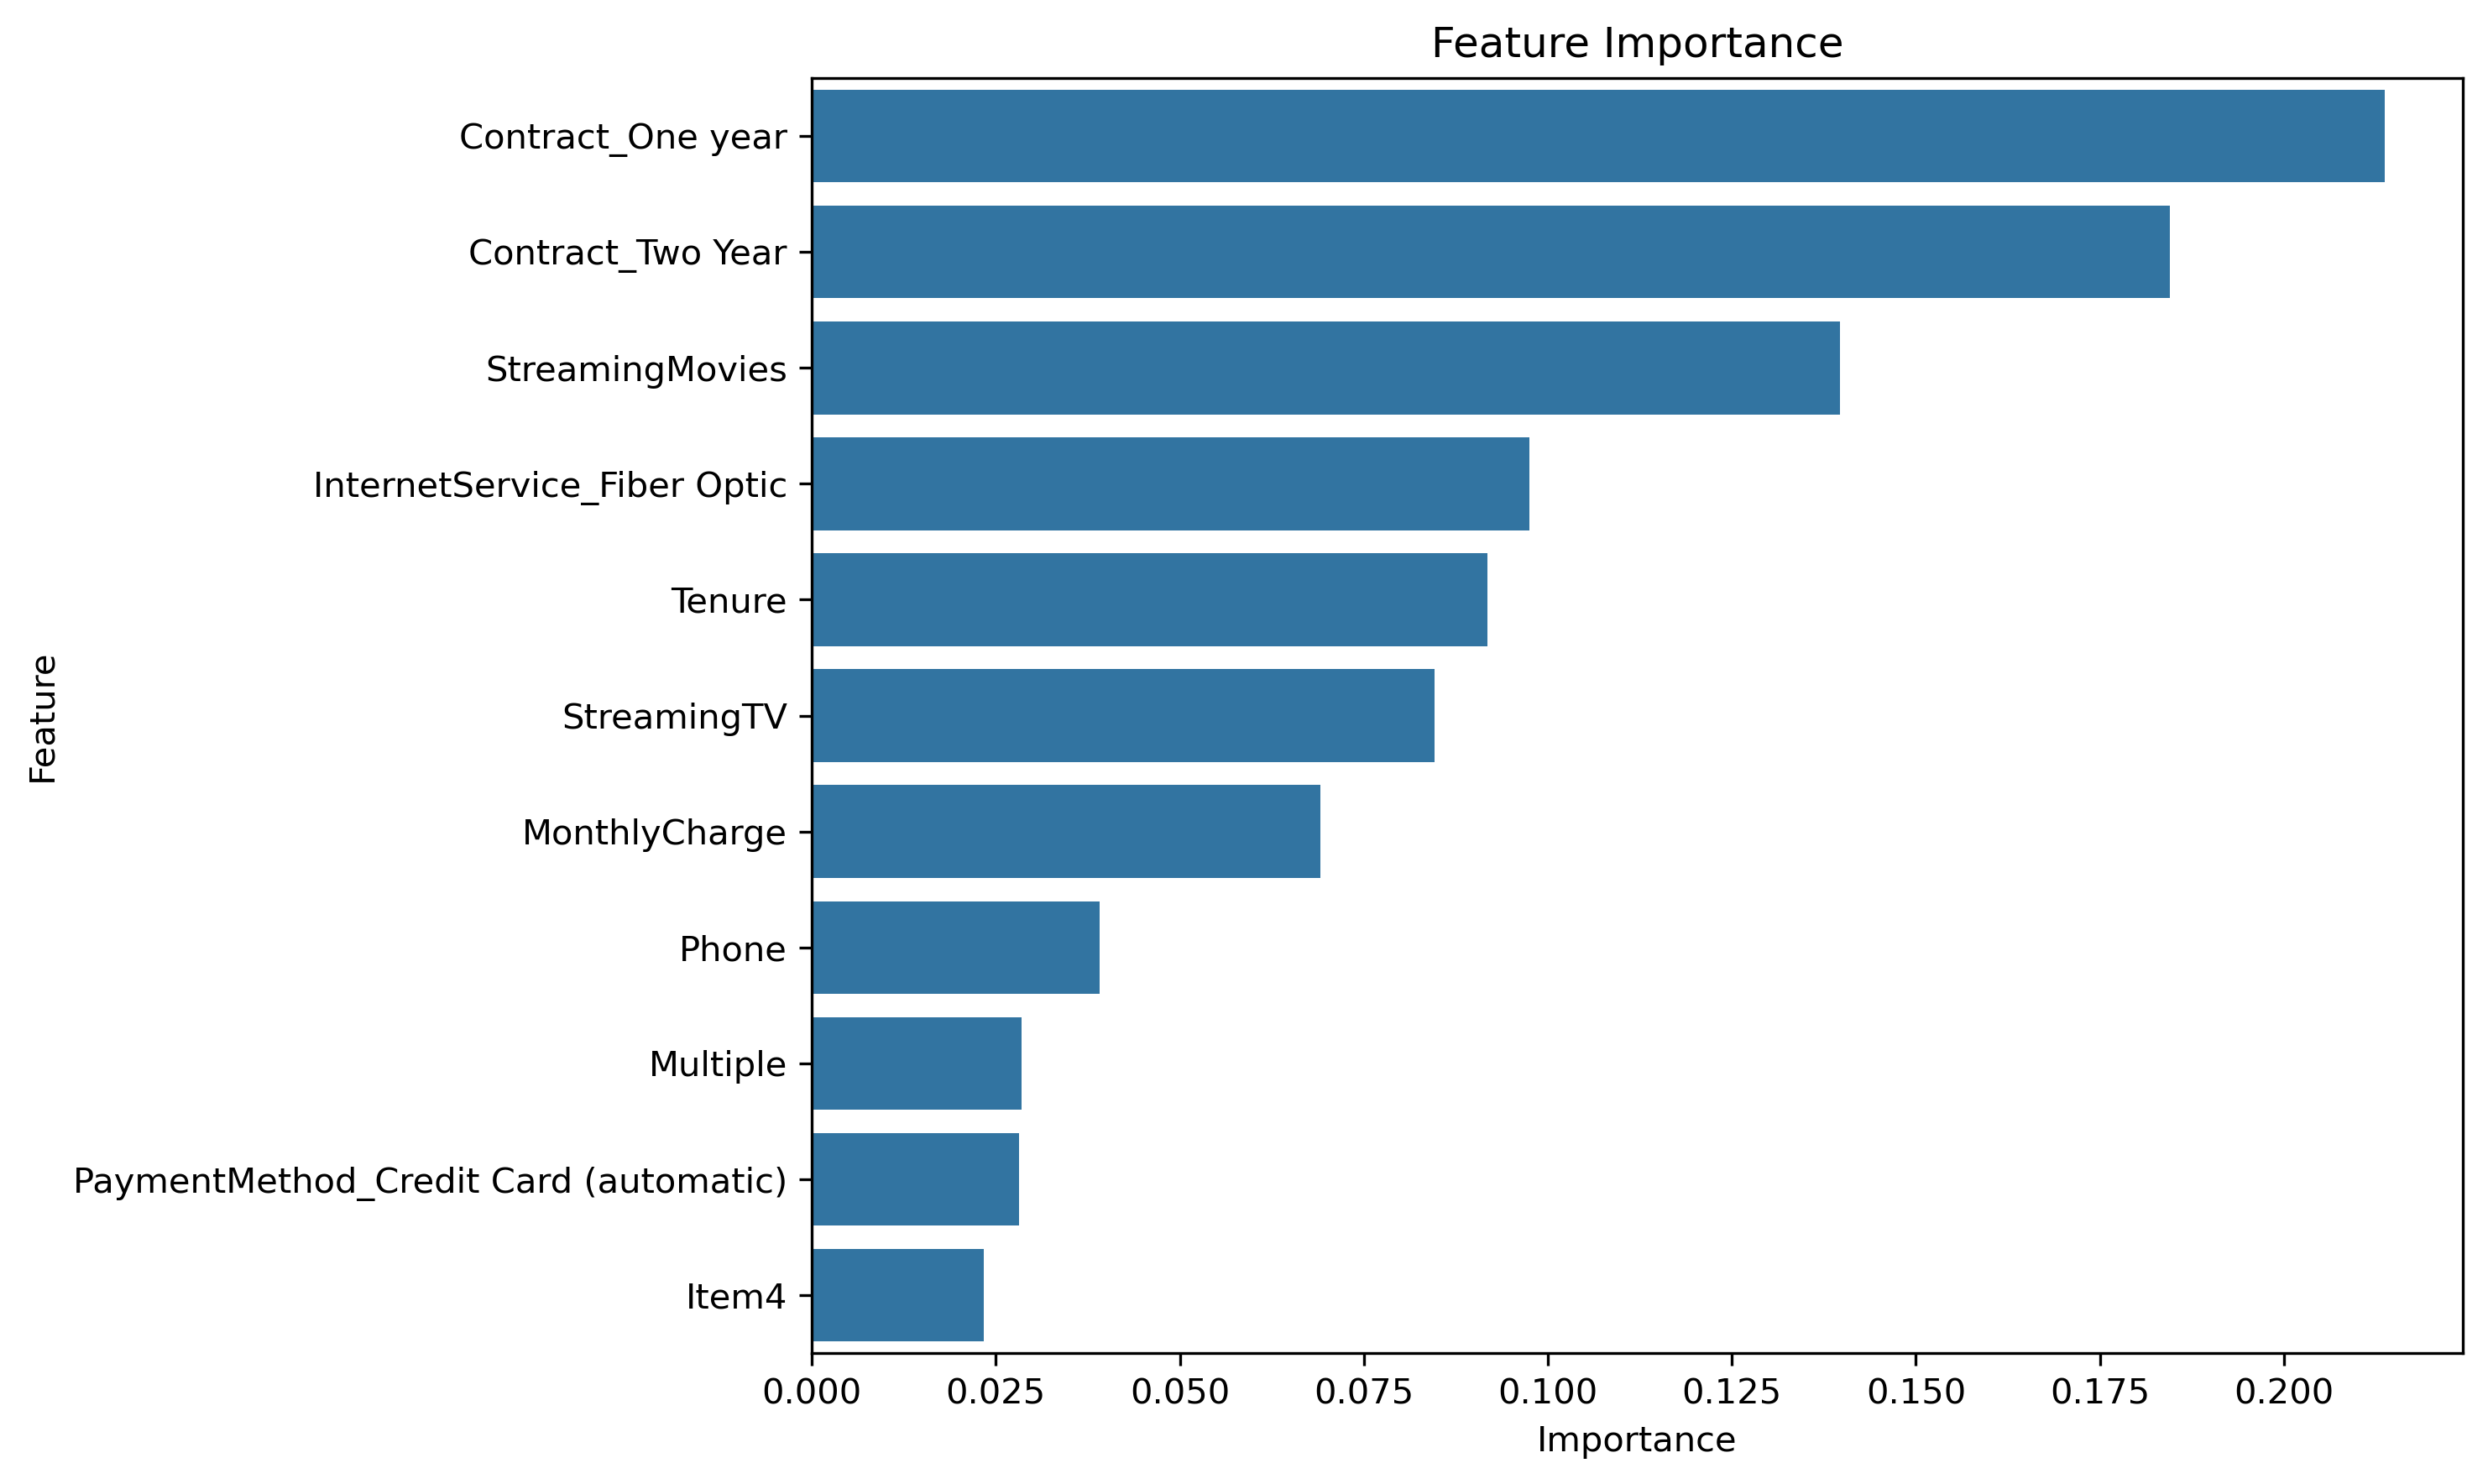 Feature Importance
Contract_One year
Contract_Two Year
StreamingMovies
InternetService_Fiber Optic
Tenure
StreamingTV
MonthlyCharge
Phone
Multiple
PaymentMethod_Credit Card (automatic)
Item4
Feature
0.000 0.025 0.050 0.075 0.100 0.125 0.150 0.175 0.200
Importance